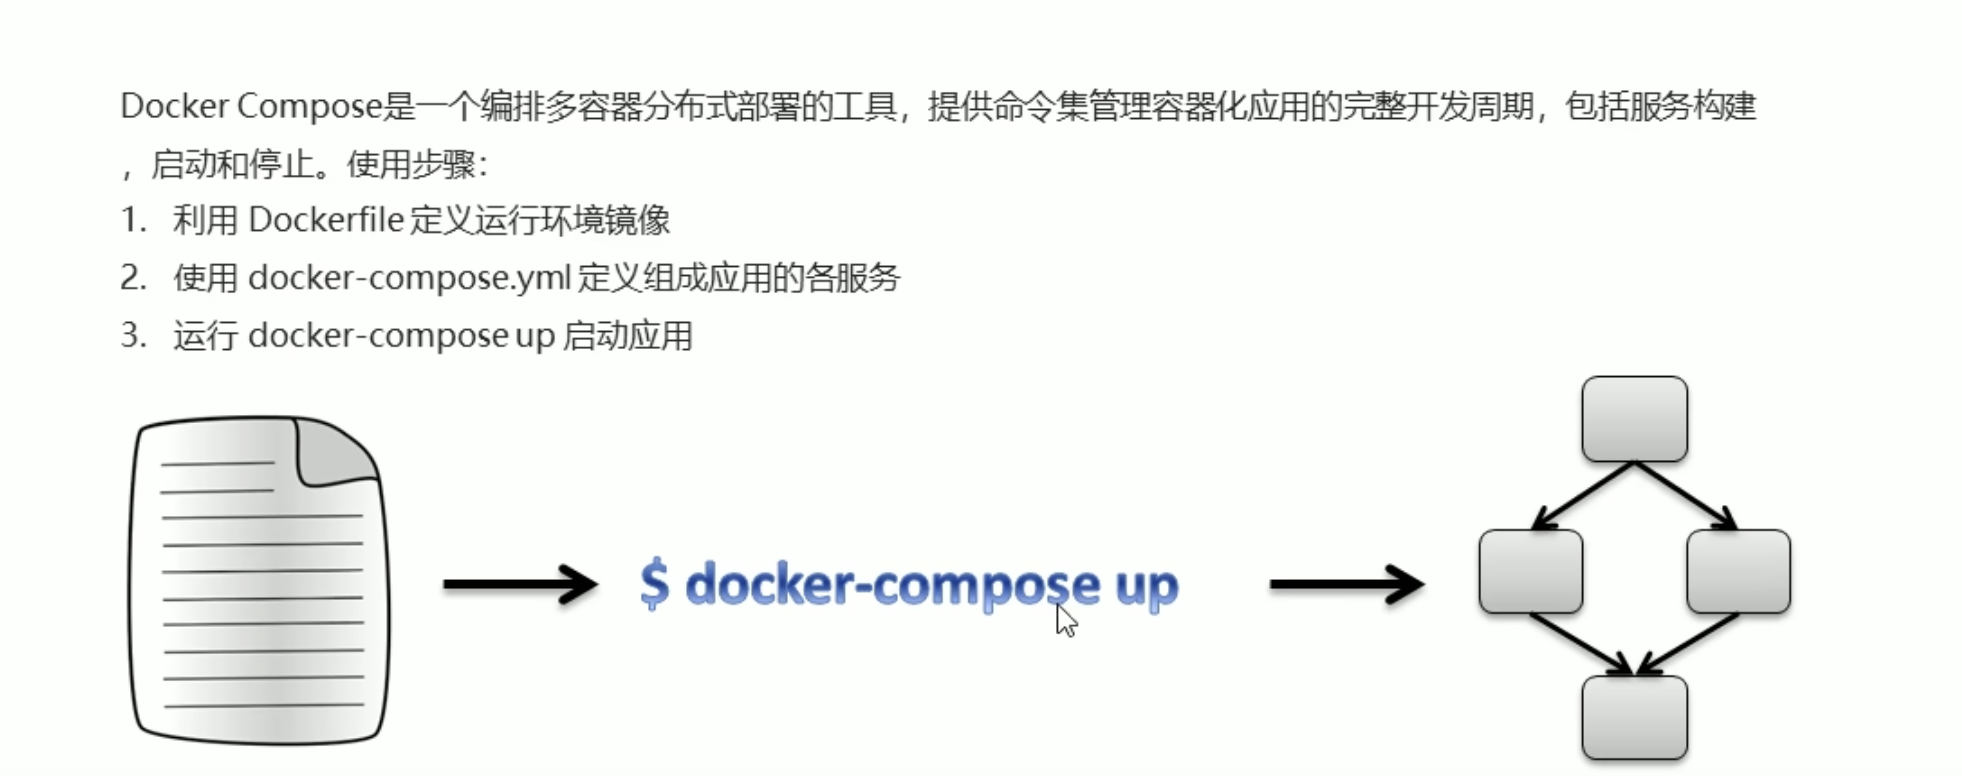 Docker Compose是一个编排多容器分布式部署的工具，提供命令集管理容器化应用的完整开发周期，包括服务构建
，启动和停止。使用步骤：
1. 利用 Dockerfile 定义运行环境镜像
2. 使用 docker-compose.yml 定义组成应用的各服务
3. 运行 docker-compose up 启动应用
$ docker-compose up